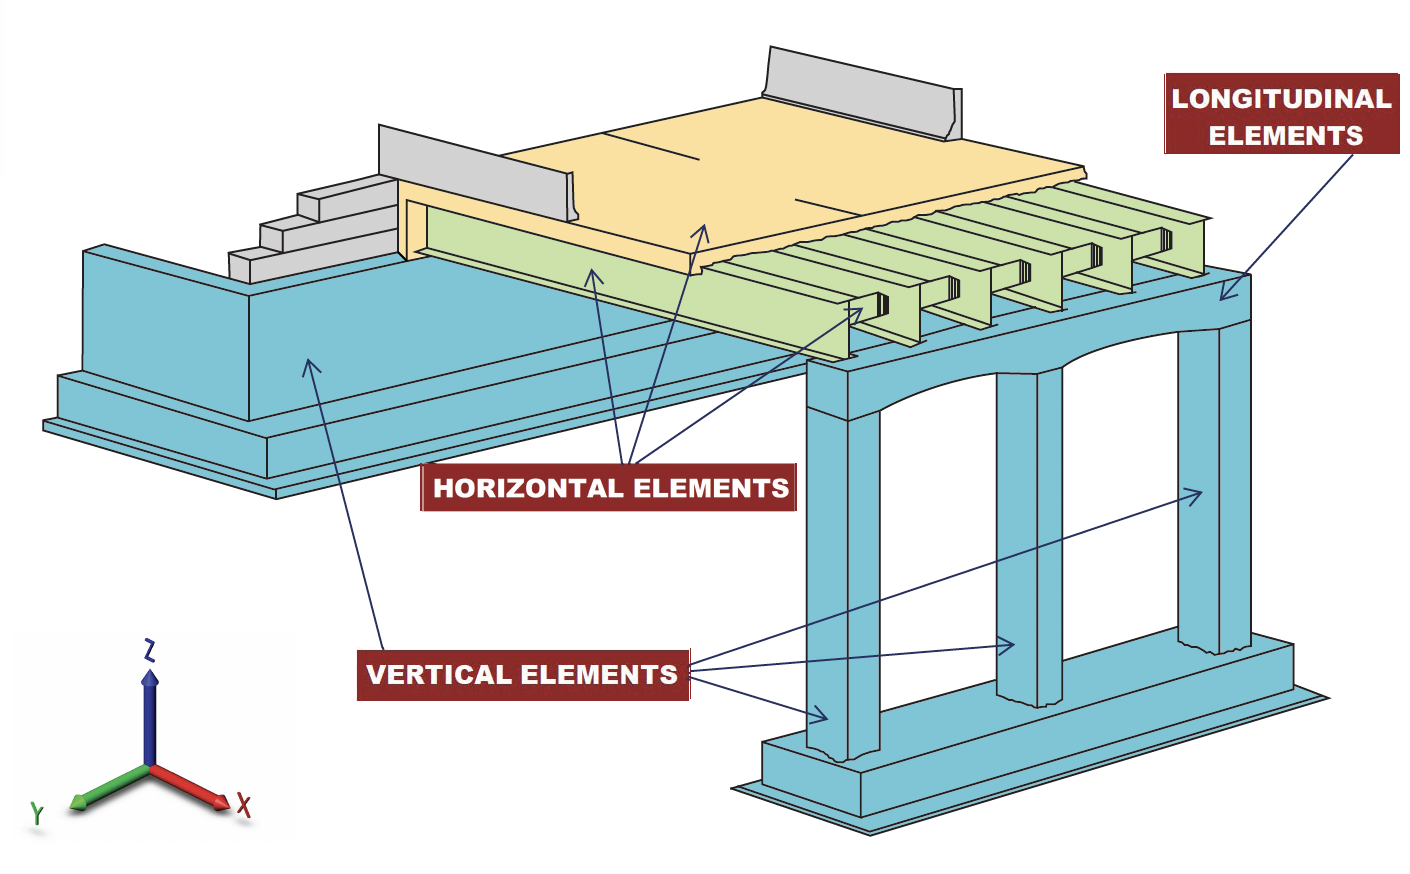 LONGITUDINAL
ELEMENTS
HORIZONTAL ELEMENTS
VERTICAL ELEMENTS
Z
Y
X